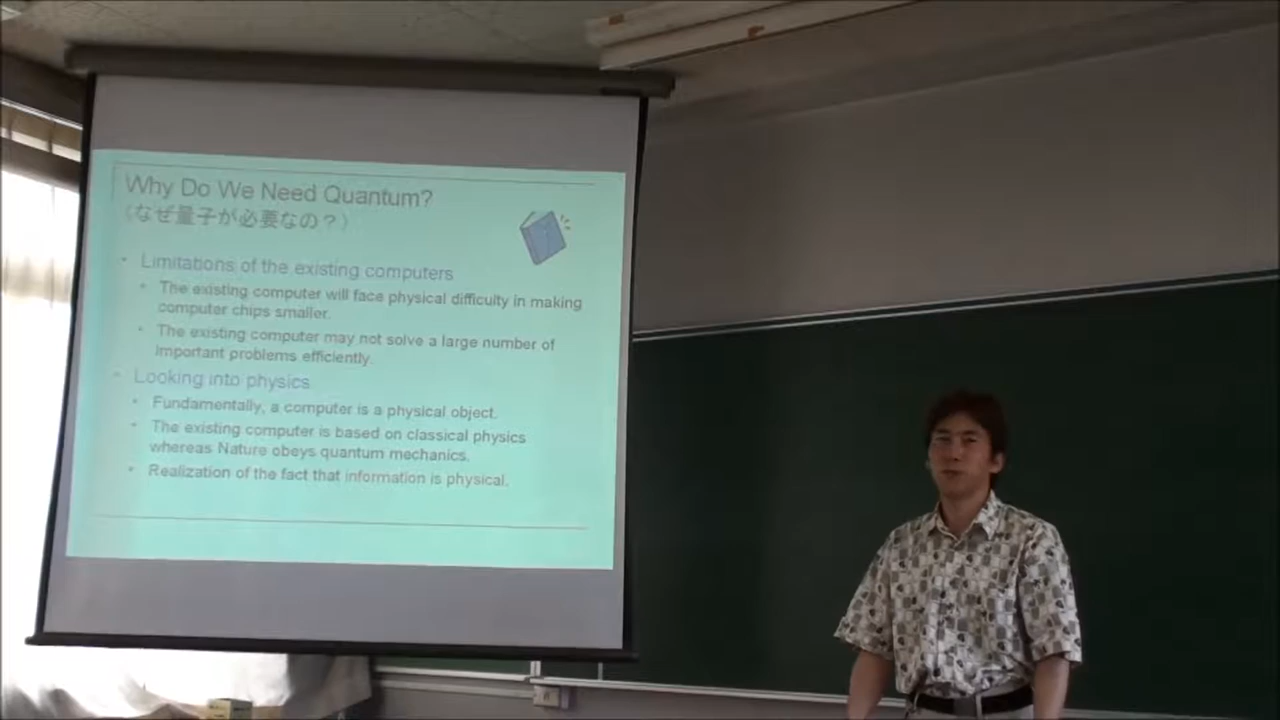 Why Do We Need Quantum?
(なぜ量子が必要なの?)
Limitations of the existing computers
The existing computer will face physical difficulty in making
computer chips smaller.
The existing computer may not solve a large number of
important problems efficiently.
Looking into physics
Fundamentally, a computer is a physical object.
The existing computer is based on classical physics
whereas Nature obeys quantum mechanics.
Realization of the fact that information is physical.